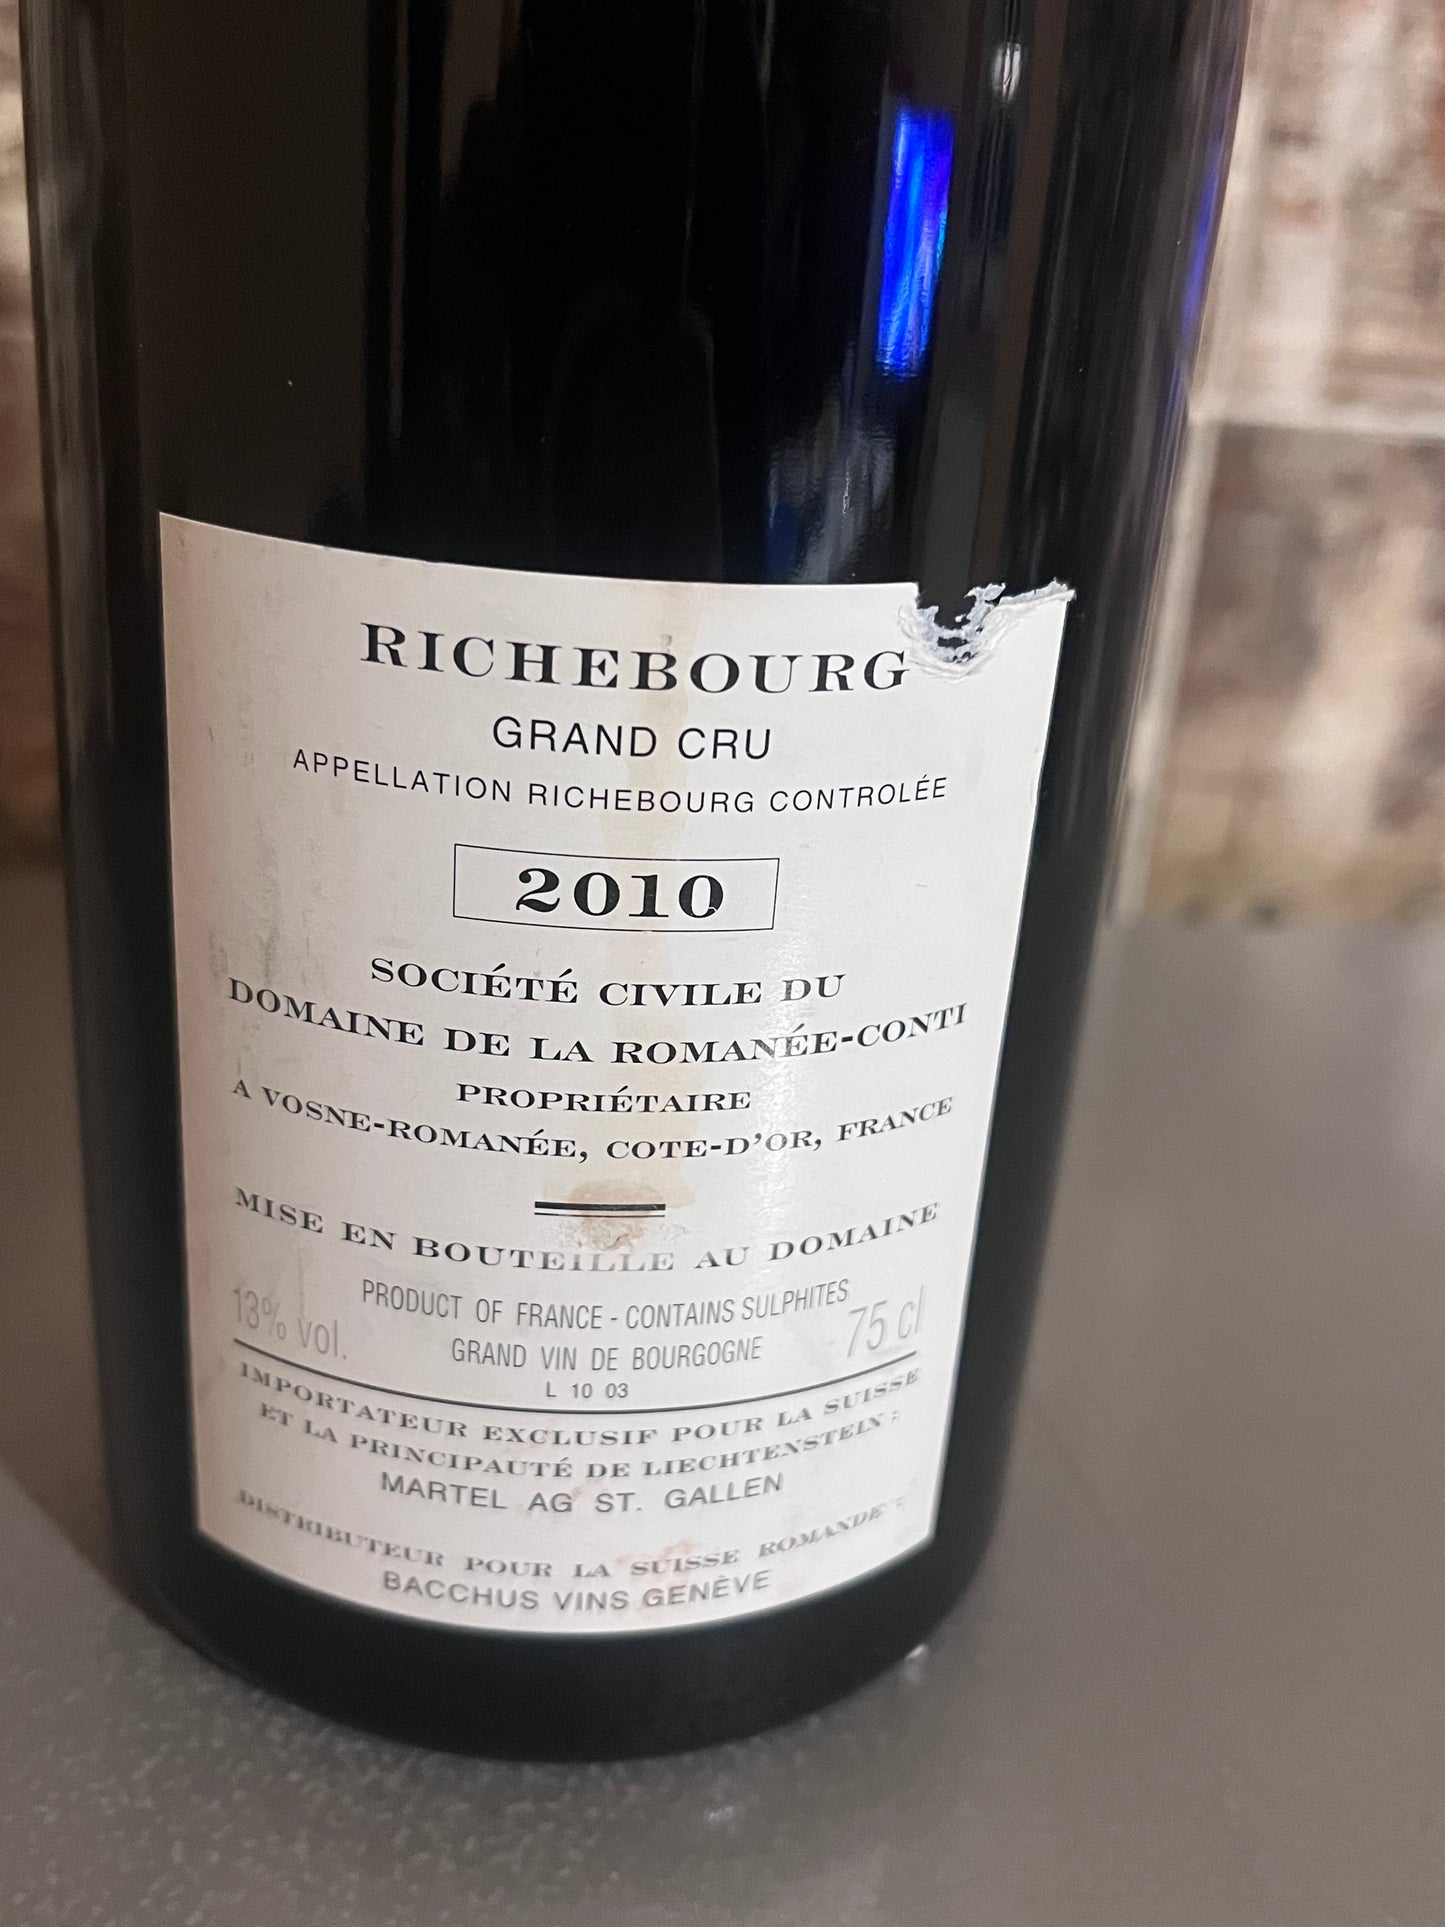 RICHEBOURG
GRAND CRU
APPELLATION RICHEBOURG CONTROLÉE
2010
SOCIÉTÉ CIVILE DU
DOMAINE DE LA ROMANÉE-CONTI
PROPRIÉTAIRE
A VOSNE-ROMANÉE, COTE-D'OR, FRANCE
MISE EN BOUTEILLE AU DOMAINE
PRODUCT OF FRANCE - CONTAINS SULPHITES
13% vol. GRAND VIN DE BOURGOGNE 75 cl
L 10 03
IMPORTATEUR EXCLUSIF POUR LA SUISSE
ET LA PRINCIPAUTÉ DE LIECHTENSTEIN :
MARTEL AG ST. GALLEN
DISTRIBUTEUR POUR LA SUISSE ROMANDE :
BACCHUS VINS GENÈVE